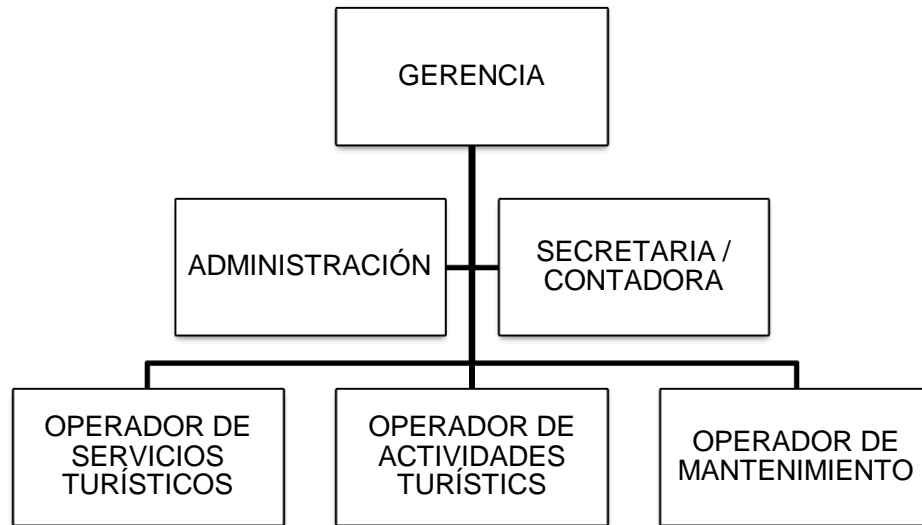 GERENCIA
ADMINISTRACIÓN
SECRETARIA /
CONTADORA
OPERADOR DE
SERVICIOS
TURÍSTICOS
OPERADOR DE
ACTIVIDADES
TURÍSTICS
OPERADOR DE
MANTENIMIENTO